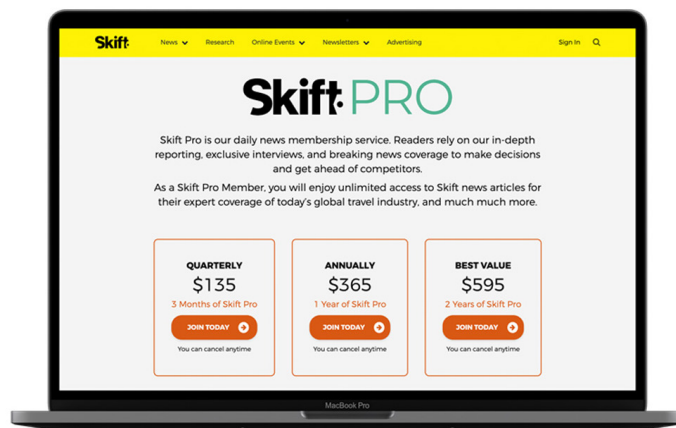 Skift News Research Online Events Newsletters Advertising Sign In
Skift PRO
Skift Pro is our daily news membership service. Readers rely on our in-depth
reporting, exclusive interviews, and breaking news coverage to make decisions
and get ahead of competitors.
As a Skift Pro Member, you will enjoy unlimited access to Skift news articles for
their expert coverage of today's global travel industry, and much much more.
QUARTERLY
$135
3 Months of Skift Pro
JOIN TODAY
You can cancel anytime
ANNUALLY
$365
1 Year of Skift Pro
JOIN TODAY
You can cancel anytime
BEST VALUE
$595
2 Years of Skift Pro
JOIN TODAY
You can cancel anytime
MacBook Pro